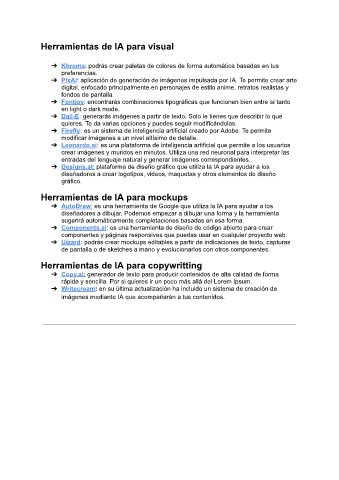 Herramientas de IA para visual
➔ Khroma: podrás crear paletas de colores de forma automática basadas en tus
preferencias.
➔ PixAI: aplicación de generación de imágenes impulsada por IA. Te permite crear arte
digital, enfocado principalmente en personajes de estilo anime, retratos realistas y
fondos de pantalla.
➔ Fontjoy: encontrarás combinaciones tipográficas que funcionen bien entre sí tanto
en light o dark mode.
➔ Dall-E: generarás imágenes a partir de texto. Solo le tienes que describir lo que
quieres. Te da varias opciones y puedes seguir modificándolas.
➔ Firefly: es un sistema de inteligencia artificial creado por Adobe. Te permite
modificar imágenes a un nivel altísimo de detalle.
➔ Leonardo.ai: es una plataforma de inteligencia artificial que permite a los usuarios
crear imágenes y mundos en minutos. Utiliza una red neuronal para interpretar las
entradas del lenguaje natural y generar imágenes correspondientes.
➔ Designs.ai: plataforma de diseño gráfico que utiliza la IA para ayudar a los
diseñadores a crear logotipos, vídeos, maquetas y otros elementos de diseño
gráfico.
Herramientas de IA para mockups
➔ AutoDraw: es una herramienta de Google que utiliza la IA para ayudar a los
diseñadores a dibujar. Podemos empezar a dibujar una forma y la herramienta
sugerirá automáticamente completaciones basadas en esa forma.
➔ Components.ai: es una herramienta de diseño de código abierto para crear
componentes y páginas responsives que puedas usar en cualquier proyecto web.
➔ Uizard: podrás crear mockups editables a partir de indicaciones de texto, capturas
de pantalla o de sketches a mano y evolucionarlos con otros componentes.
Herramientas de IA para copywritting
➔ Copy.ai: generador de texto para producir contenidos de alta calidad de forma
rápida y sencilla. Por si quieres ir un poco más allá del Lorem Ipsum.
➔ Writecream: en su última actualización ha incluido un sistema de creación de
imágenes mediante IA que acompañarán a tus contenidos.